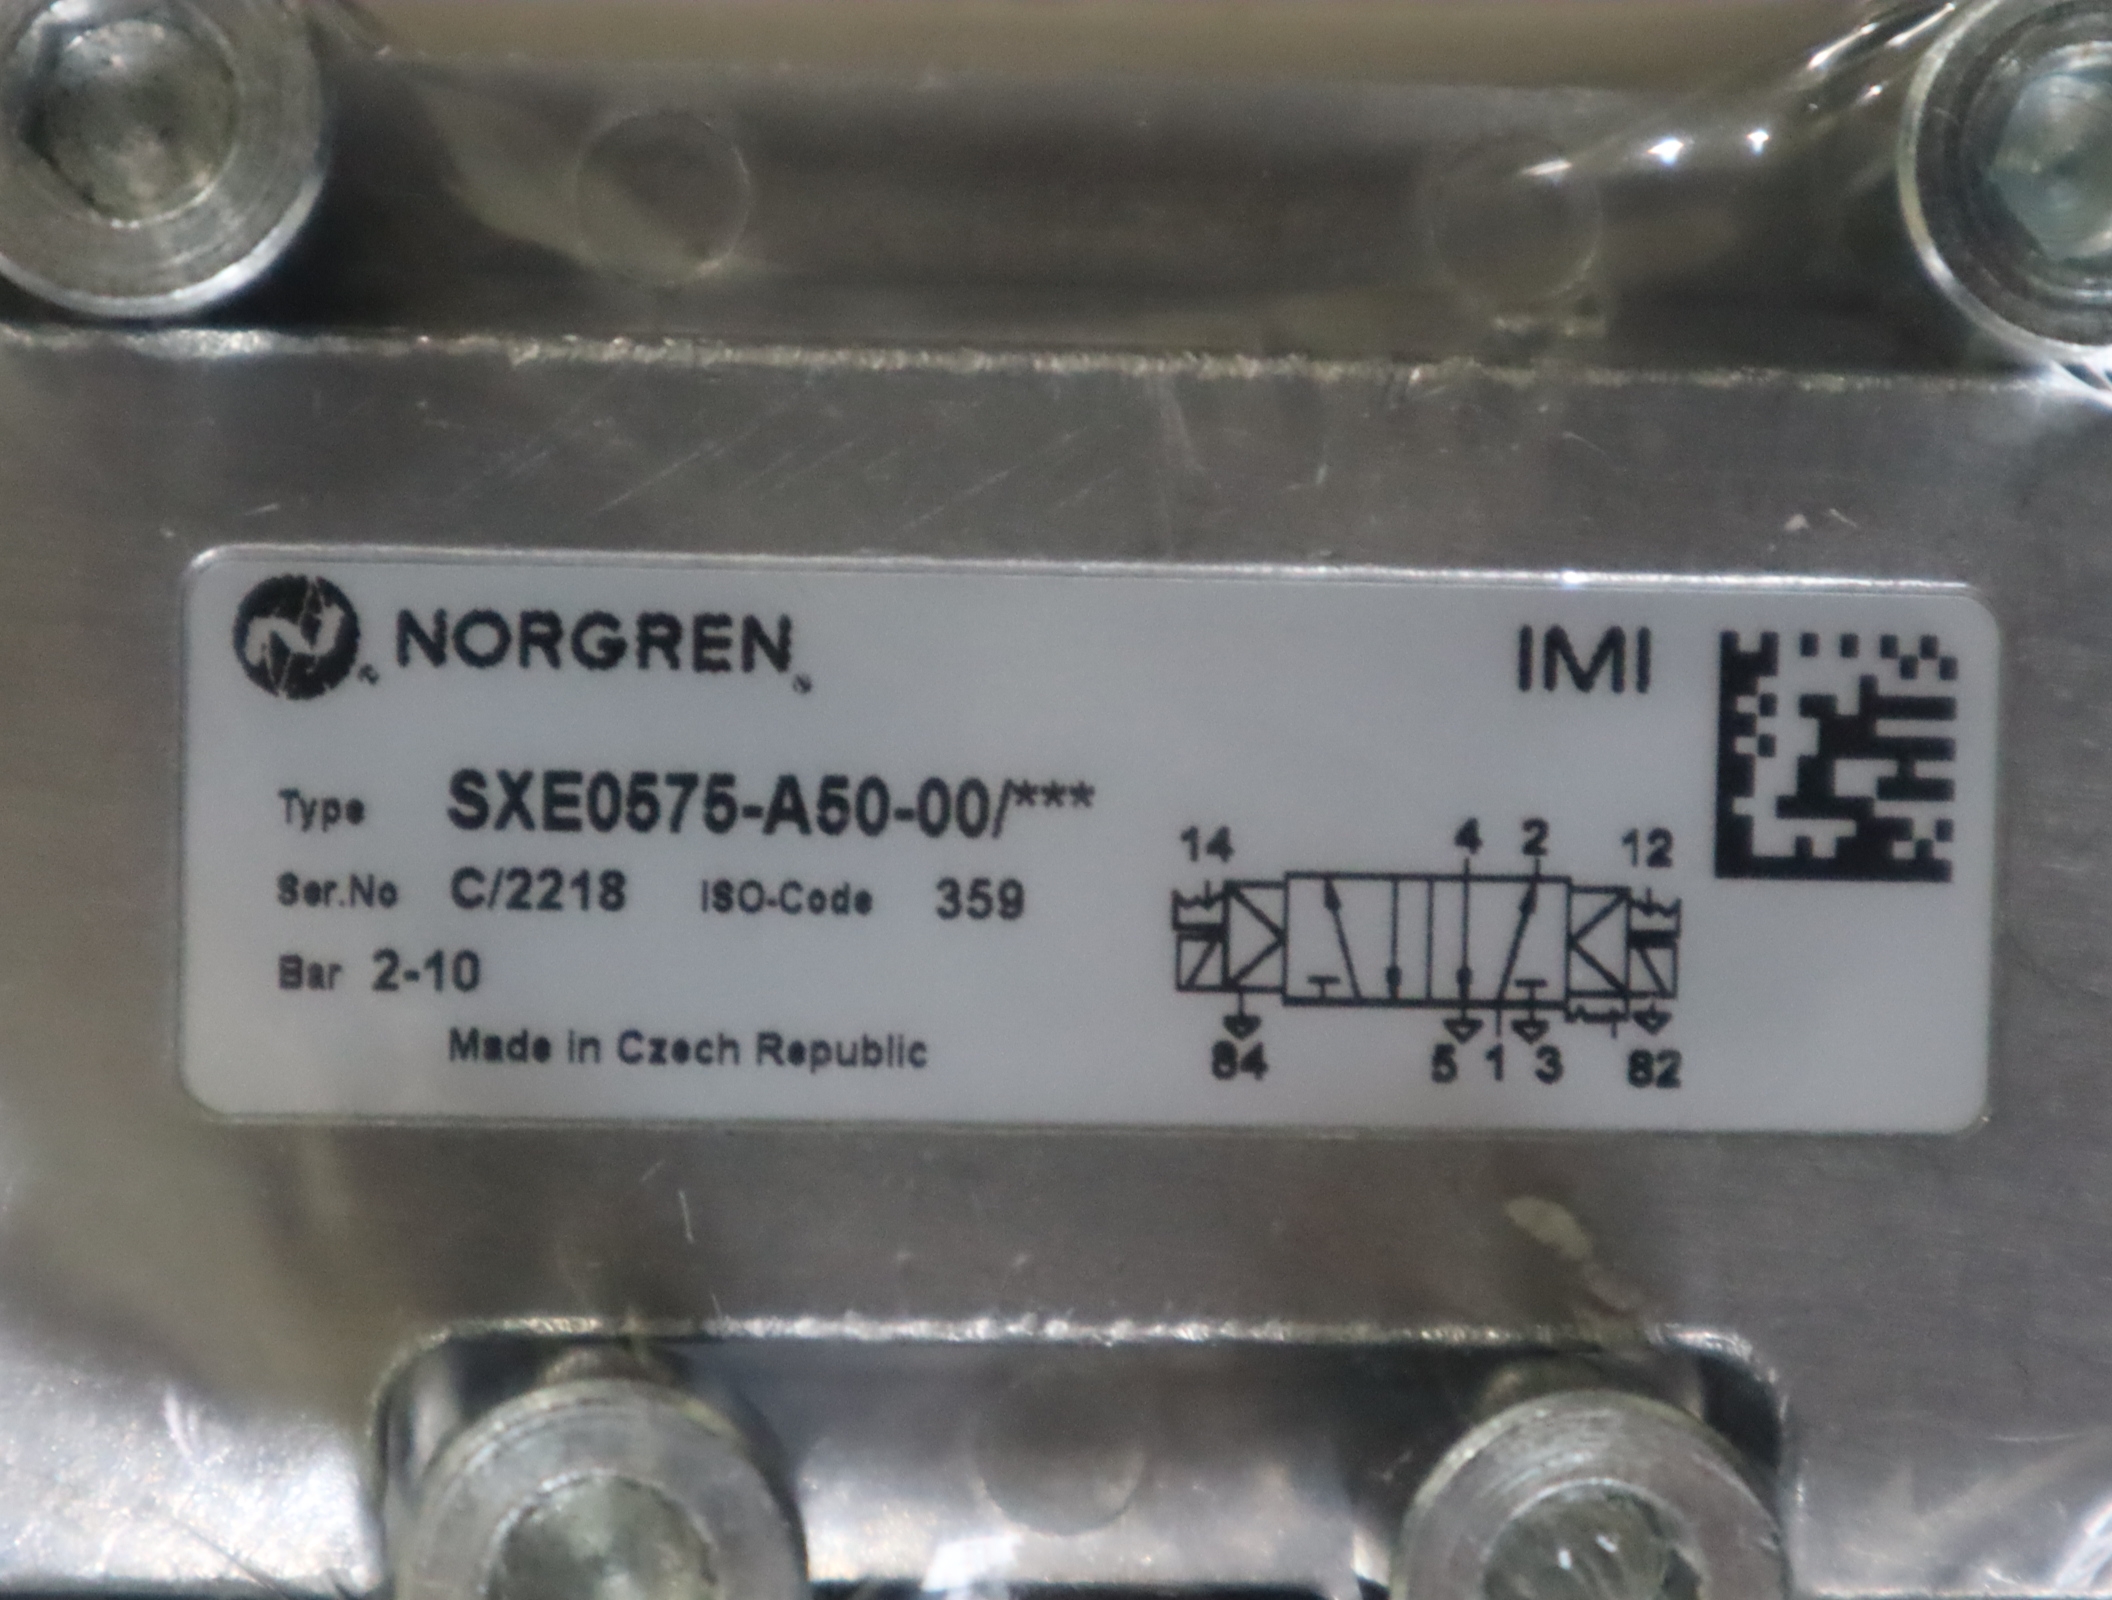 NORGREN®
IMI
Type SXE0575-A50-00/***
Ser.No C/2218 ISO-Code 359
Bar 2-10
Made in Czech Republic
14 4 2 12
84 5 1 3 82